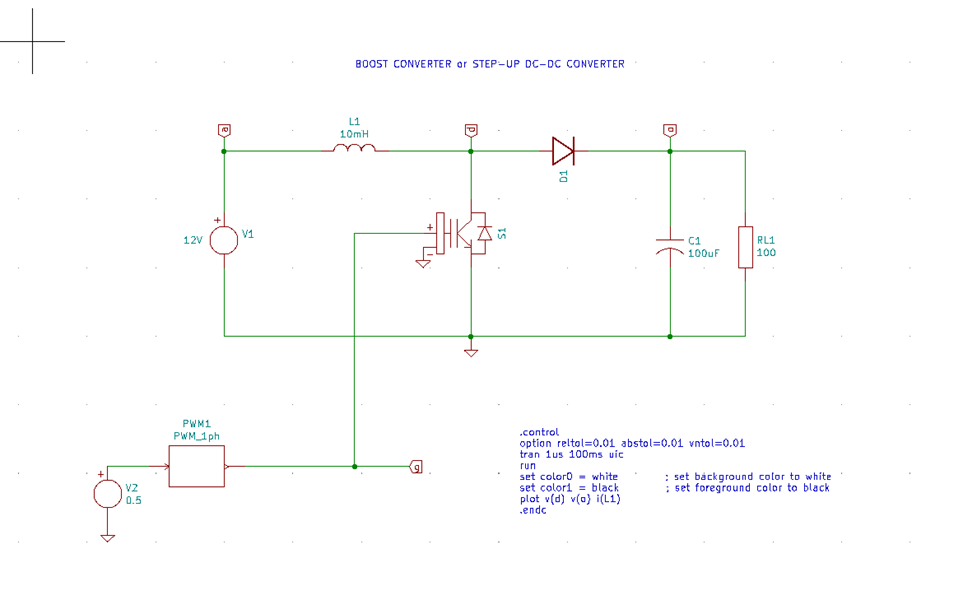 BOOST CONVERTER or STEP-UP DC-DC CONVERTER
a
L1
10mH
d
o
D1
+
12V
V1
+
-
S1
C1
100uF
RL1
100
PWM1
PWM_1ph
g
+
V2
0.5
.control
option reltol=0.01 abstol=0.01 vntol=0.01
tran 1us 100ms uic
run
set color0 = white ; set background color to white
set color1 = black ; set foreground color to black
plot v(d) v(o) i(L1)
.endc